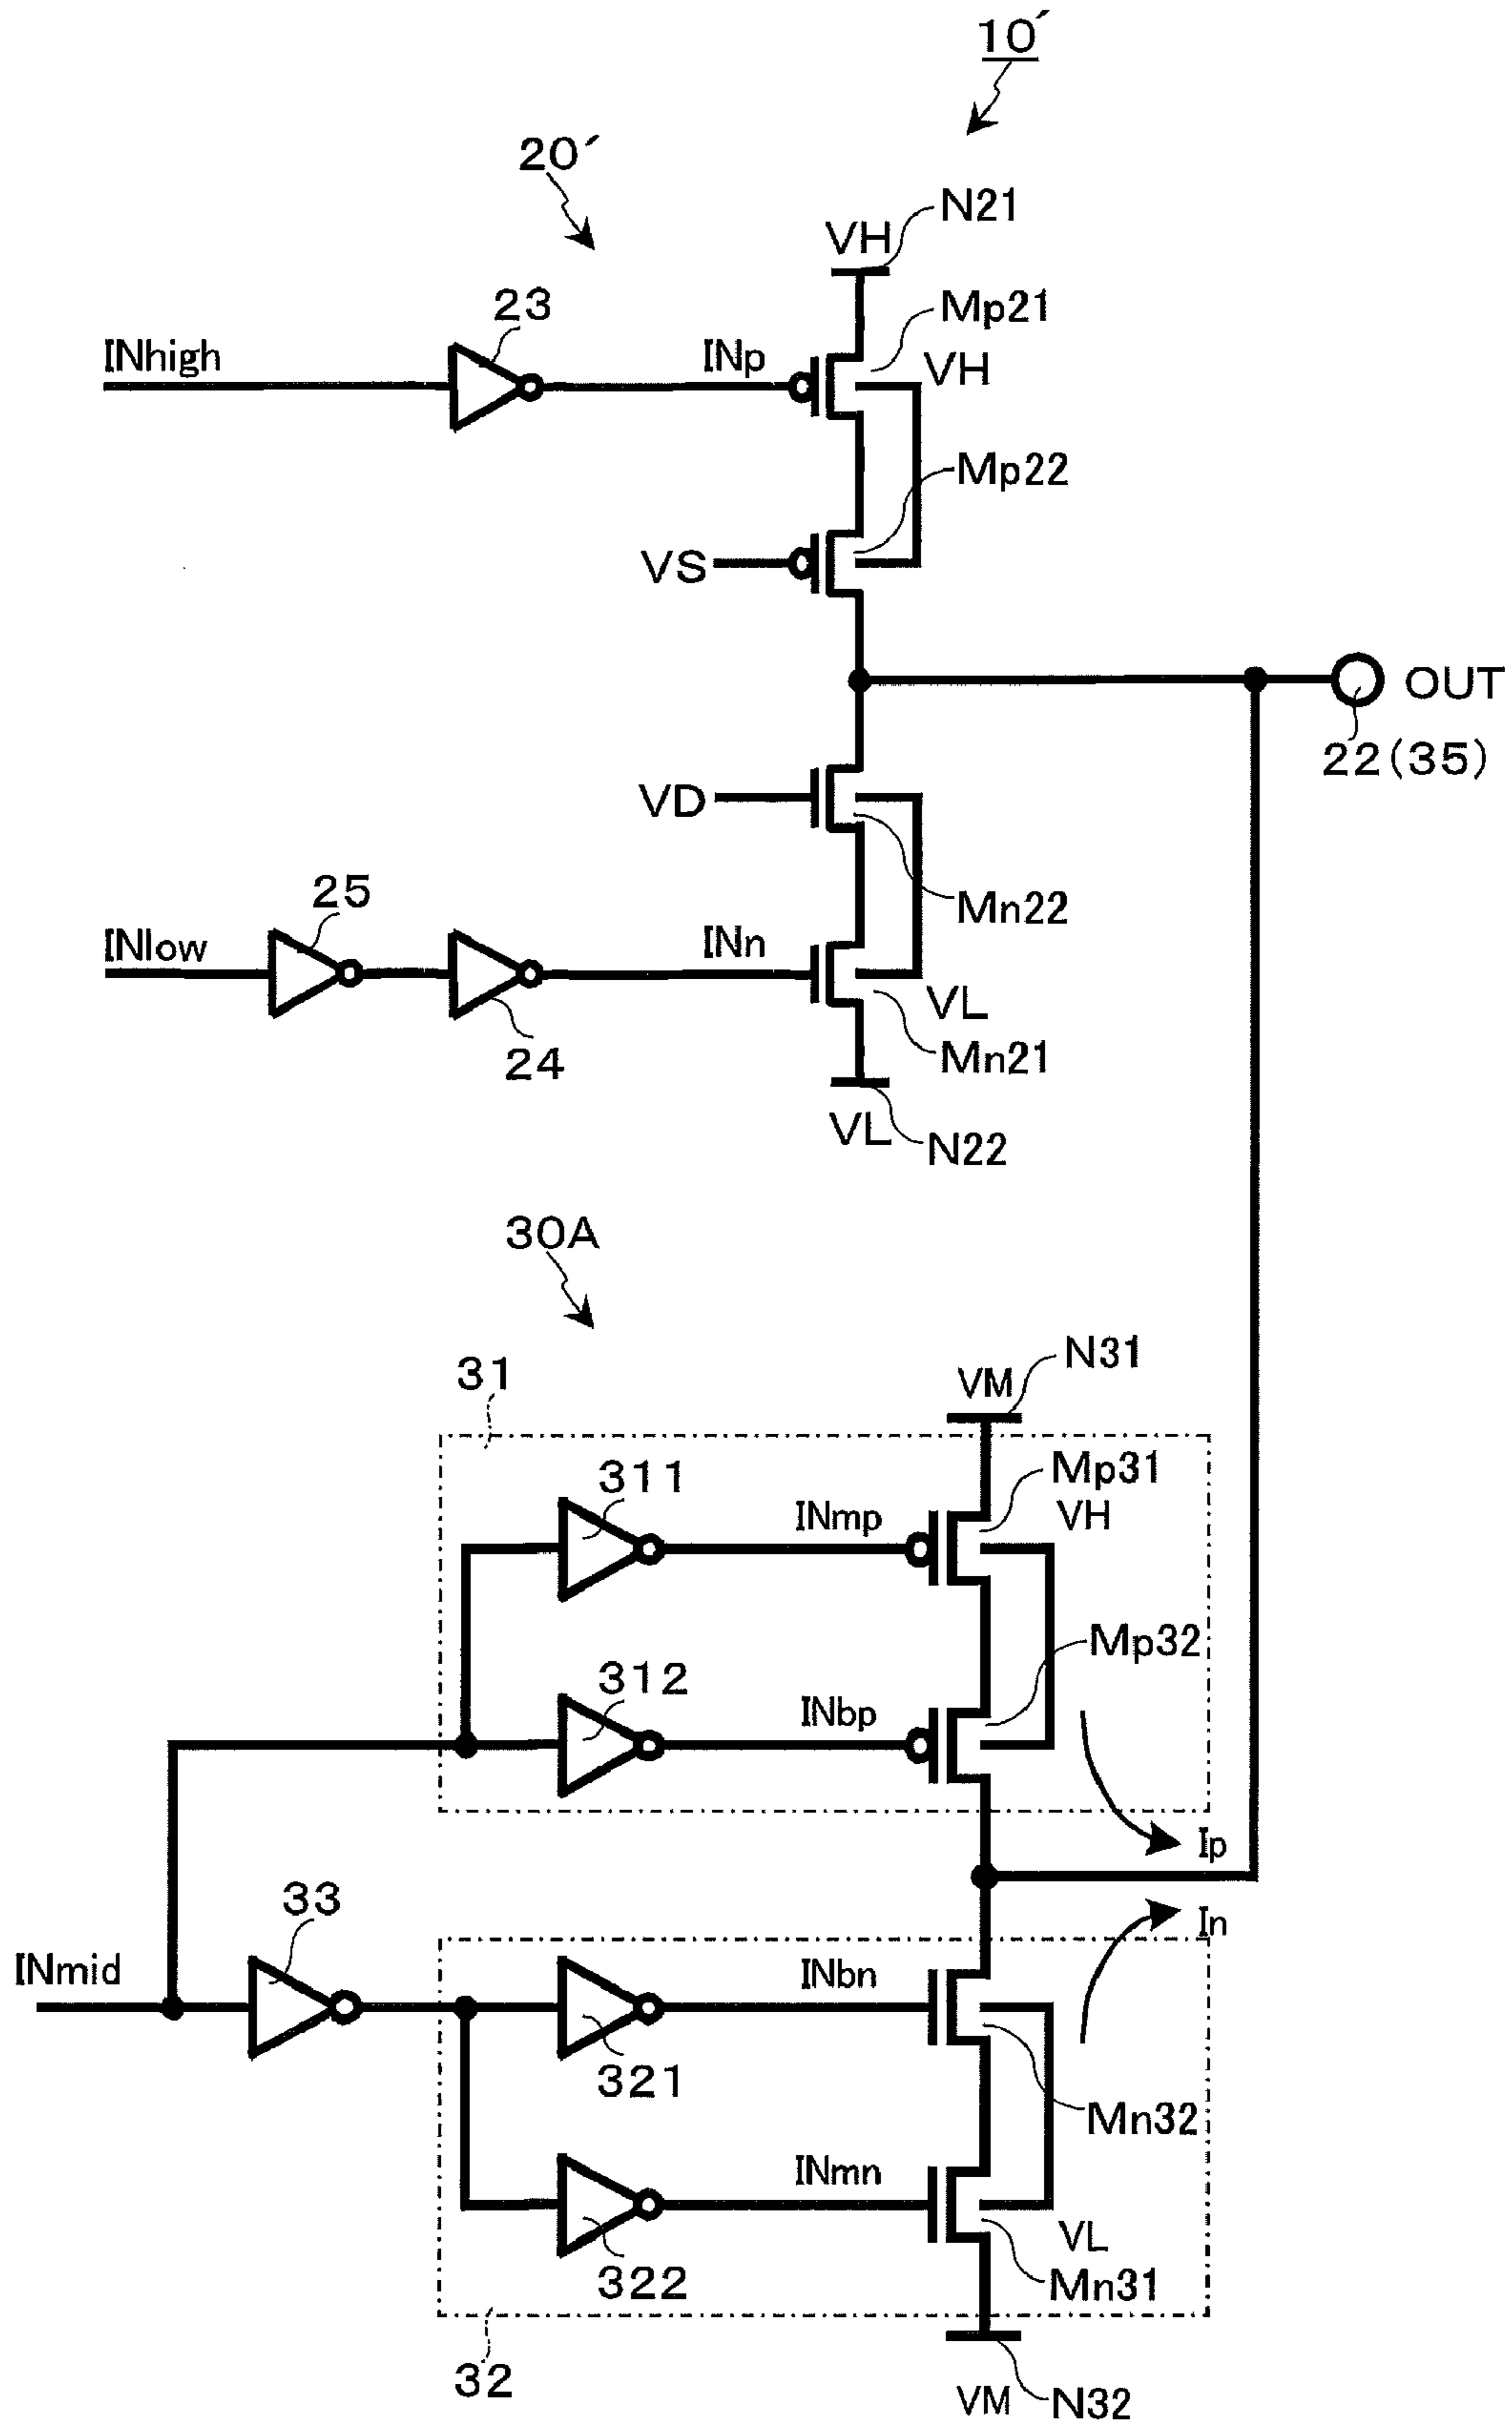 10´
20´
N21
VH
23
Mp21
INhigh
INp
VH
Mp22
VS
OUT
22(35)
VD
25
Mn22
INlow
INn
VL
24
Mn21
VL
N22
30A
N31
31
VM
Mp31
311
INmp
VH
Mp32
312
INbp
Ip
33
In
INmid
INbn
321
Mn32
INmn
VL
322
Mn31
32
VM
N32